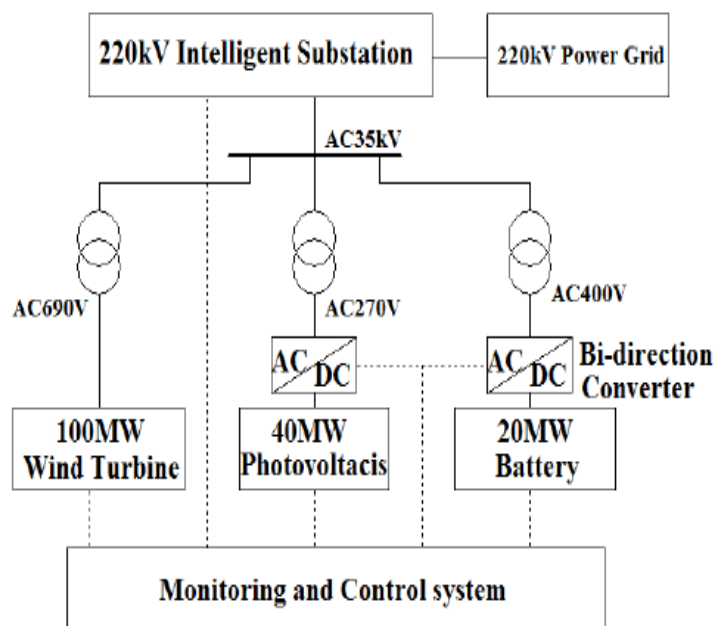 220kV Intelligent Substation
220kV Power Grid
AC35kV
AC690V
AC270V
AC400V
AC
DC
AC
DC
Bi-direction
Converter
100MW
Wind Turbine
40MW
Photovoltacis
20MW
Battery
Monitoring and Control system